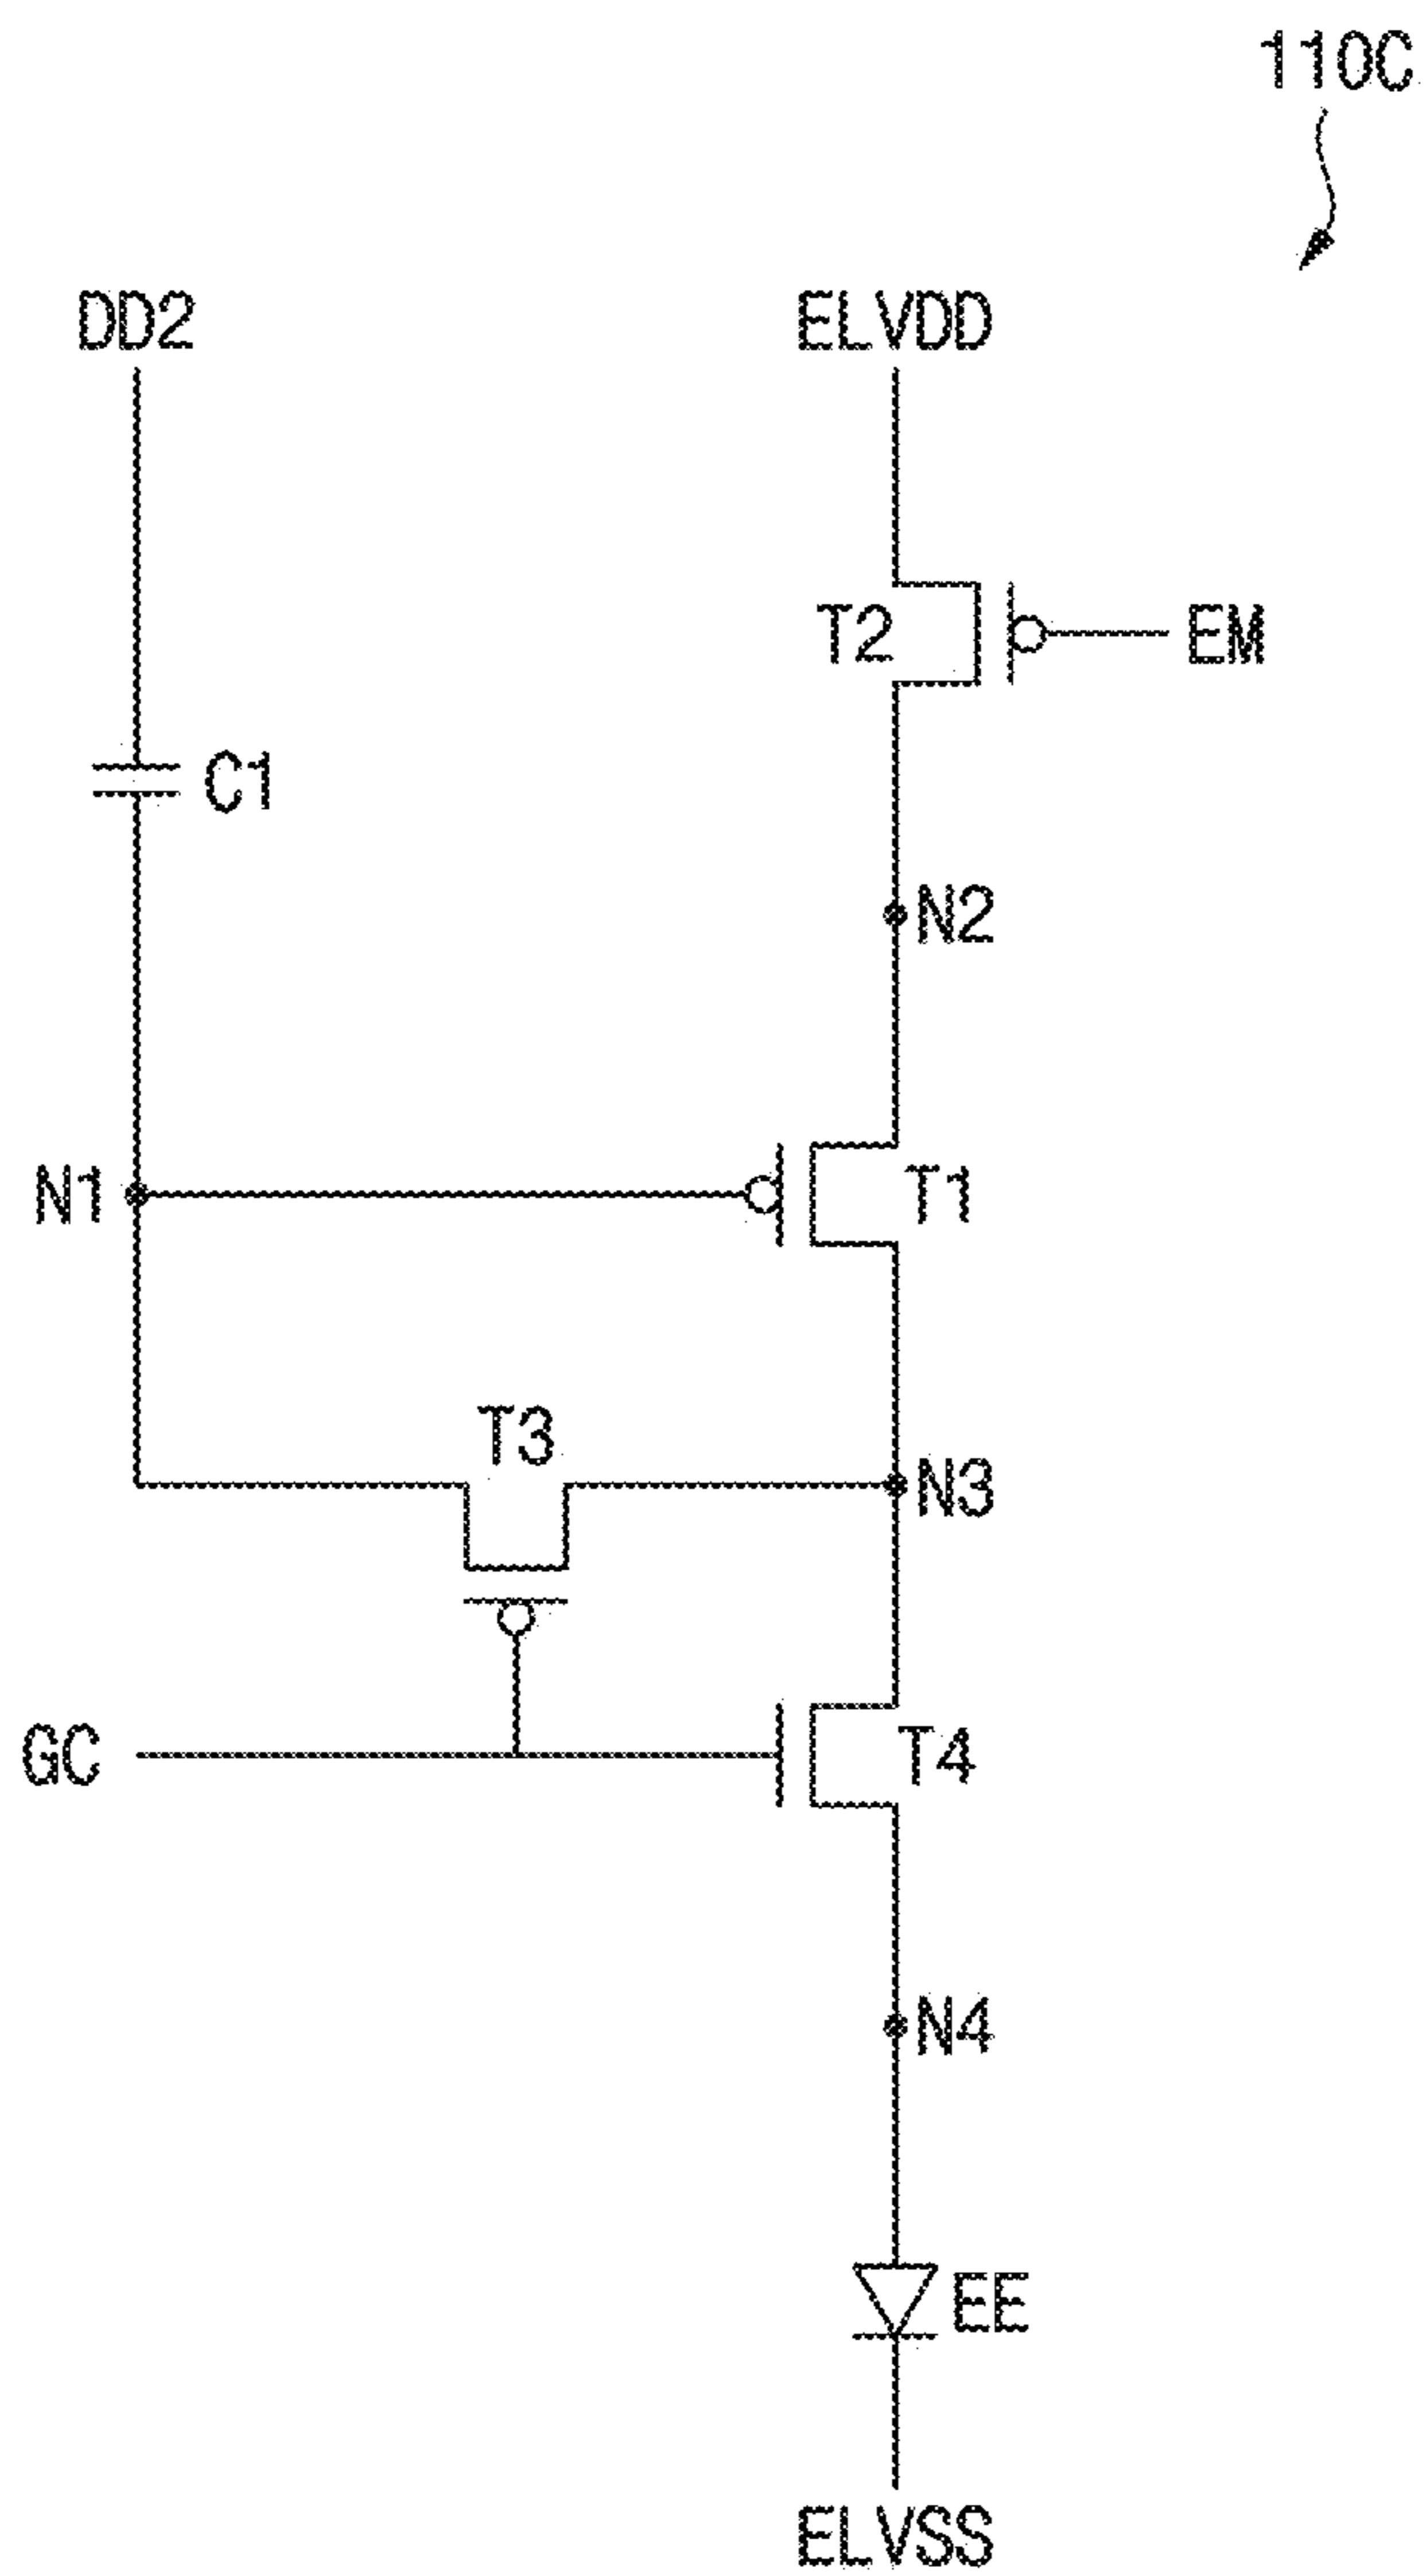 110C
DD2
ELVDD
T2
EM
C1
N2
N1
T1
T3
N3
GC
T4
N4
EE
ELVSS